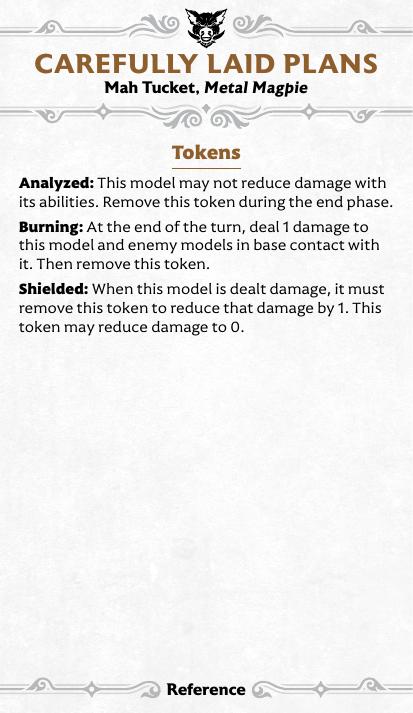 CAREFULLY LAID PLANS
Mah Tucket, Metal Magpie
Tokens
Analyzed: This model may not reduce damage with
its abilities. Remove this token during the end phase.
Burning: At the end of the turn, deal 1 damage to
this model and enemy models in base contact with
it. Then remove this token.
Shielded: When this model is dealt damage, it must
remove this token to reduce that damage by 1. This
token may reduce damage to 0.
Reference